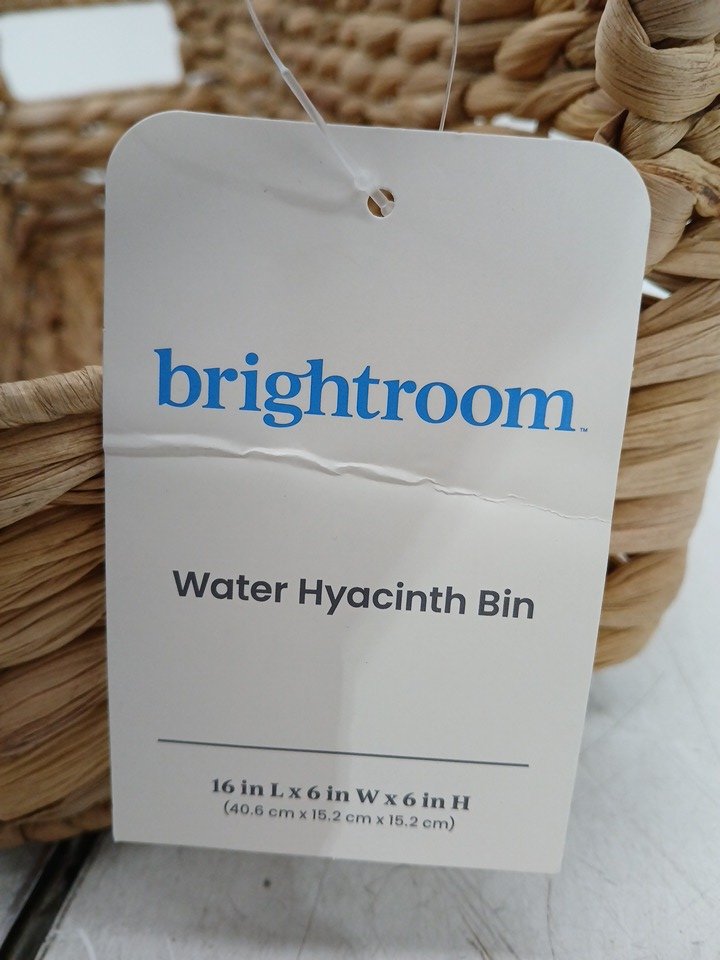 brightroom™
Water Hyacinth Bin
16 in L x 6 in W x 6 in H
(40.6 cm x 15.2 cm x 15.2 cm)